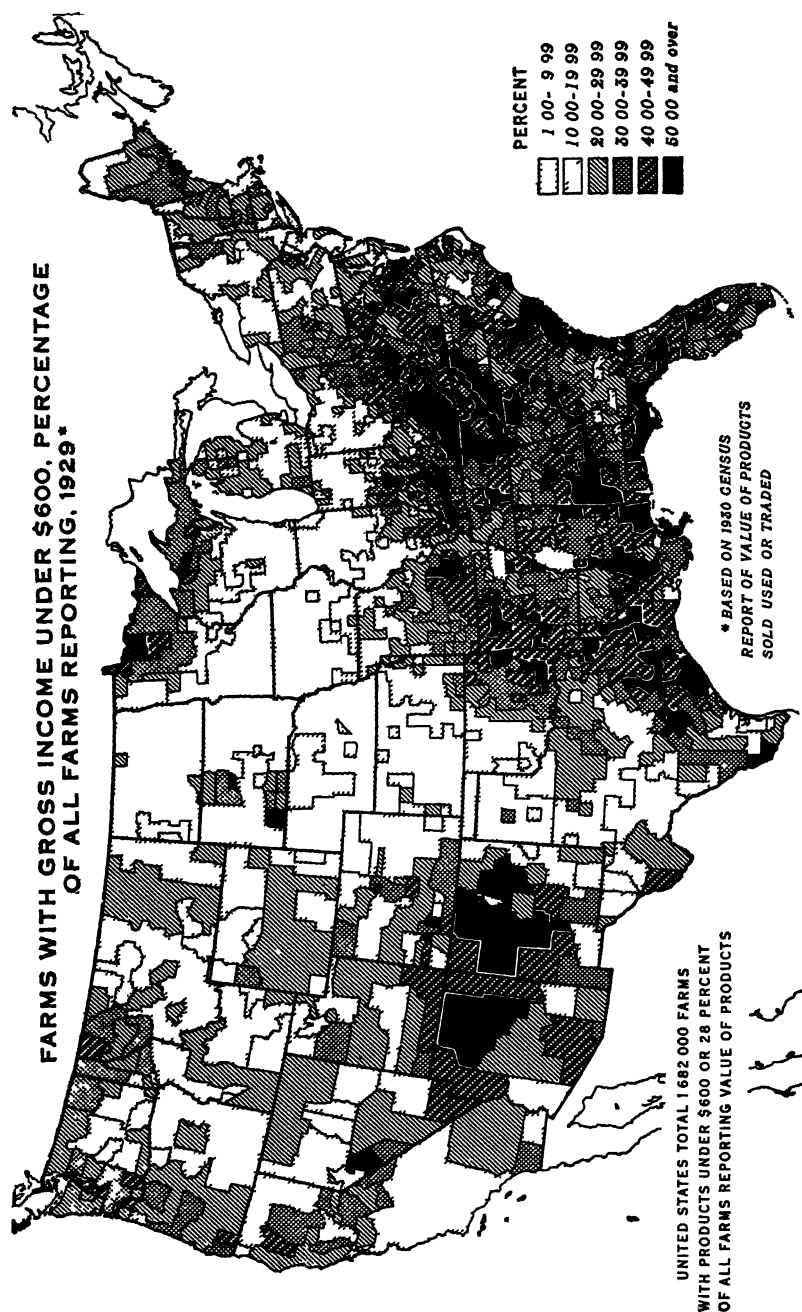 FARMS WITH GROSS INCOME UNDER $600, PERCENTAGE
OF ALL FARMS REPORTING, 1929*
PERCENT
1 00- 9 99
10 00-19 99
20 00-29 99
30 00-39 99
40 00-49 99
50 00 and over
* BASED ON 1930 CENSUS
REPORT OF VALUE OF PRODUCTS
SOLD USED OR TRADED
UNITED STATES TOTAL 1 682 000 FARMS
WITH PRODUCTS UNDER $600 OR 28 PERCENT
OF ALL FARMS REPORTING VALUE OF PRODUCTS